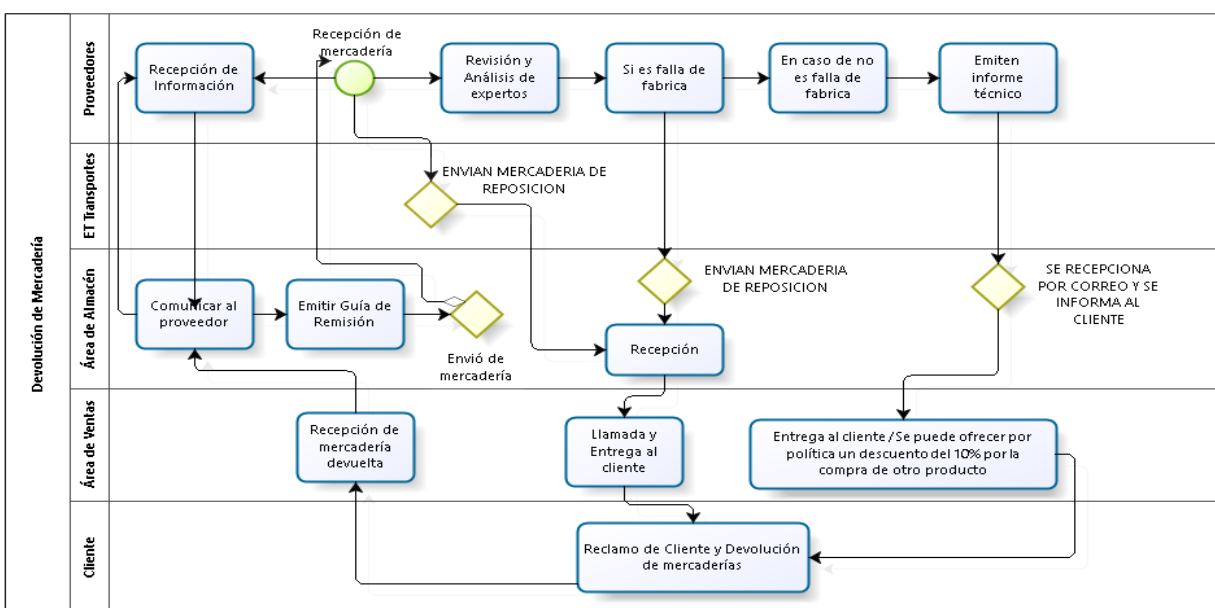 Devolución de Mercadería
Proveedores
Recepción de
Información
Recepción de
mercadería
Revisión y
Análisis de
expertos
Si es falla de
fabrica
En caso de no
es falla de
fabrica
Emiten
informe
técnico
ET Transportes
ENVIAN MERCADERIA DE
REPOSICION
Área de Almacén
Comunicar al
proveedor
Emitir Guía de
Remisión
Envió de
mercadería
ENVIAN MERCADERIA
DE REPOSICION
Recepción
SE RECEPCIONA
POR CORREO Y SE
INFORMA AL
CLIENTE
Área de Ventas
Recepción de
mercadería
devuelta
Llamada y
Entrega al
cliente
Entrega al cliente / Se puede ofrecer por
política un descuento del 10% por la
compra de otro producto
Cliente
Reclamo de Cliente y Devolución
de mercaderías